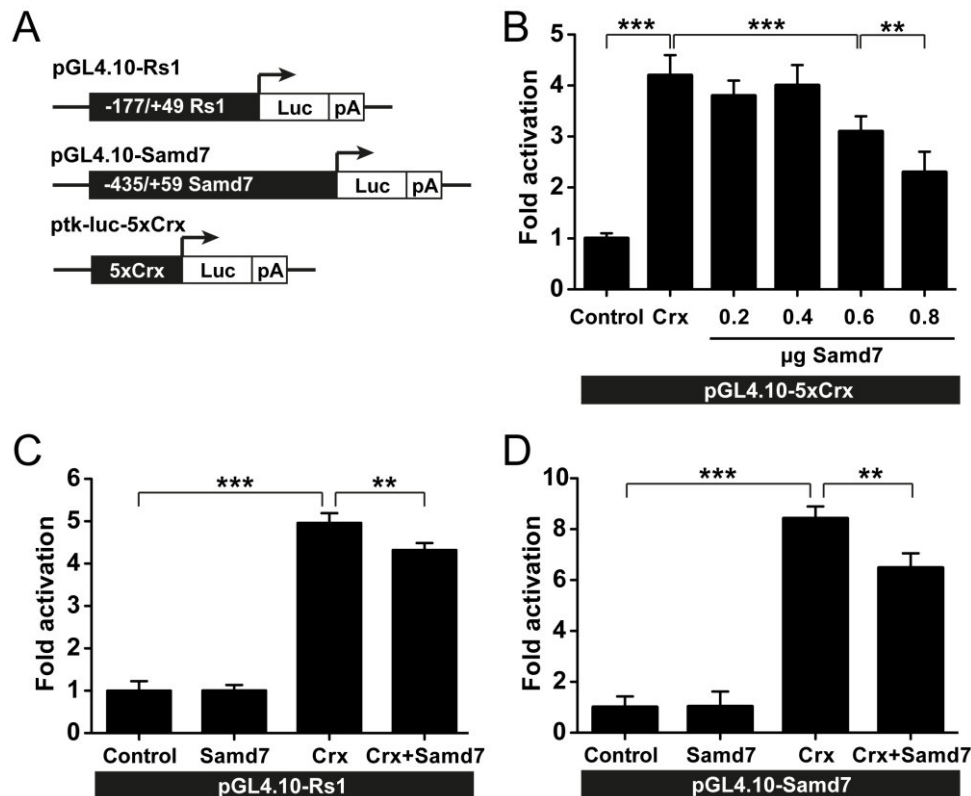 A
pGL4.10-Rs1
-177/+49 Rs1 Luc pA
pGL4.10-Samd7
-435/+59 Samd7 Luc pA
ptk-luc-5xCrx
5xCrx Luc pA
B
Fold activation
5
4
3
2
1
0
*** *** **
Control Crx 0.2 0.4 0.6 0.8
µg Samd7
pGL4.10-5xCrx
C
Fold activation
6
5
4
3
2
1
0
*** **
Control Samd7 Crx Crx+Samd7
pGL4.10-Rs1
D
Fold activation
10
8
6
4
2
0
*** **
Control Samd7 Crx Crx+Samd7
pGL4.10-Samd7